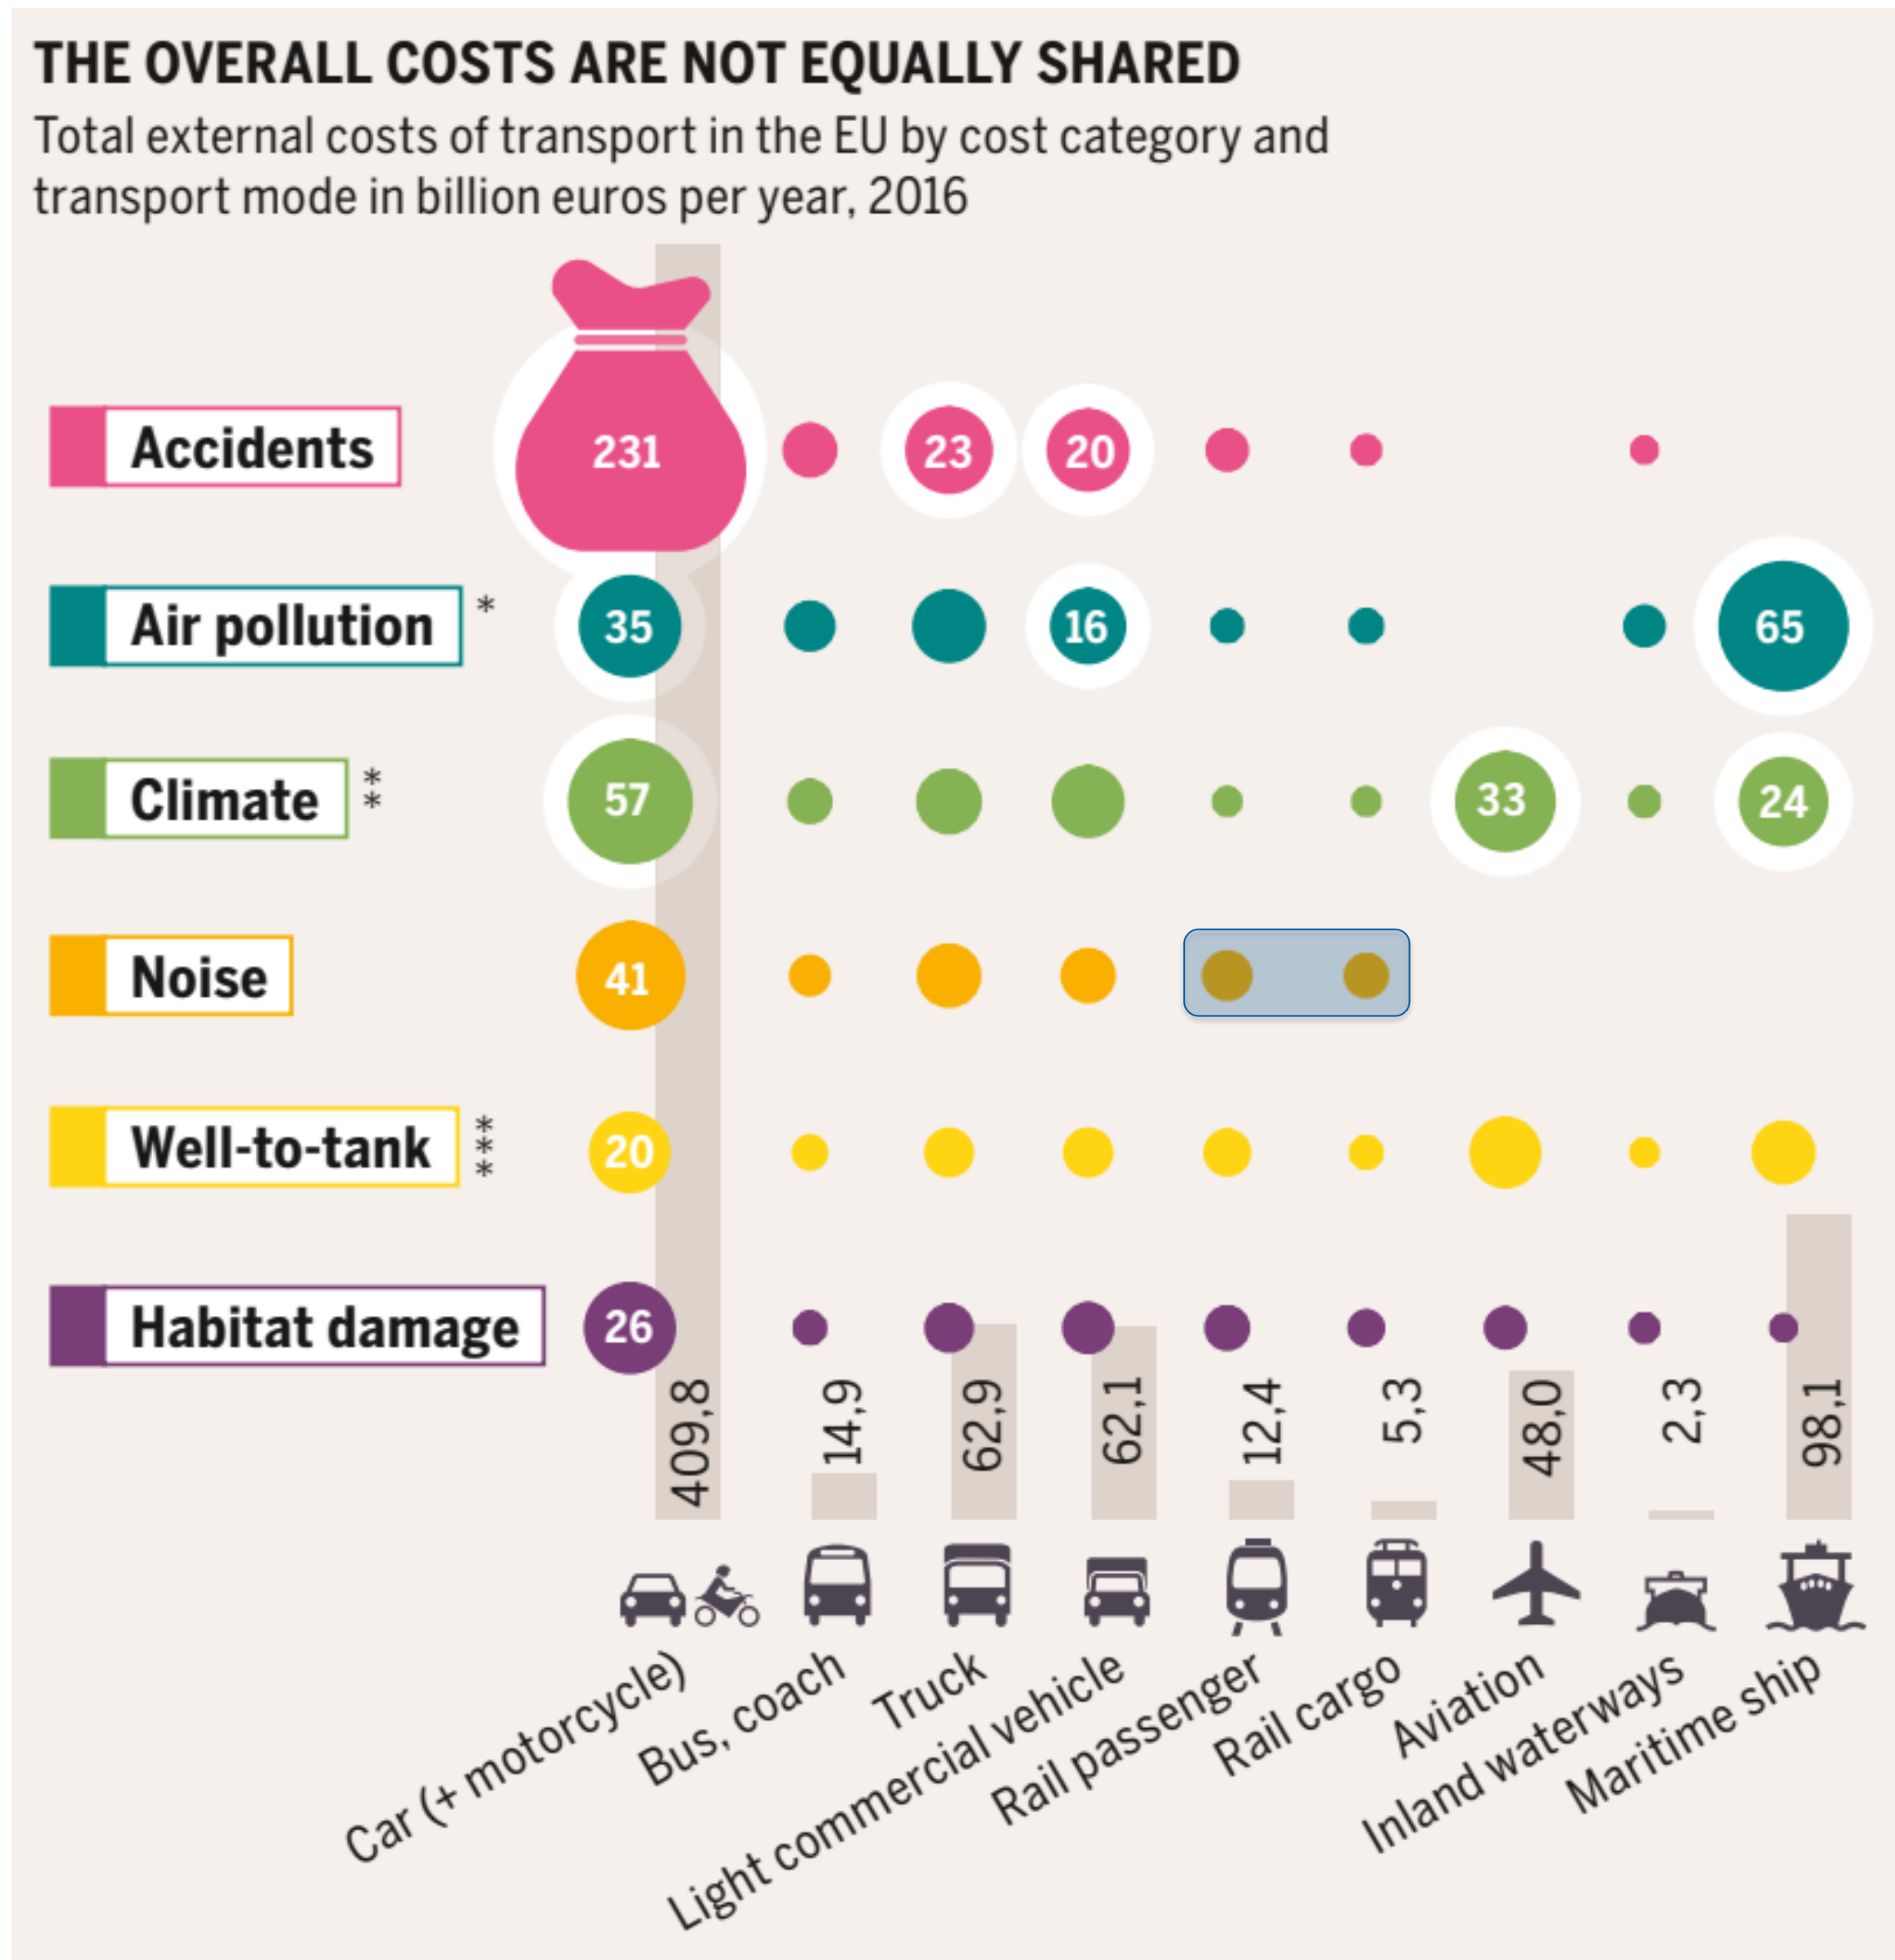 THE OVERALL COSTS ARE NOT EQUALLY SHARED
Total external costs of transport in the EU by cost category and
transport mode in billion euros per year, 2016
Accidents
231
23
20
Air pollution *
35
16
65
Climate **
57
33
24
Noise
41
Well-to-tank ***
20
Habitat damage
26
409,8
14,9
62,9
62,1
12,4
5,3
48,0
2,3
98,1
Car (+ motorcycle)
Bus, coach
Truck
Light commercial vehicle
Rail passenger
Rail cargo
Aviation
Inland waterways
Maritime ship